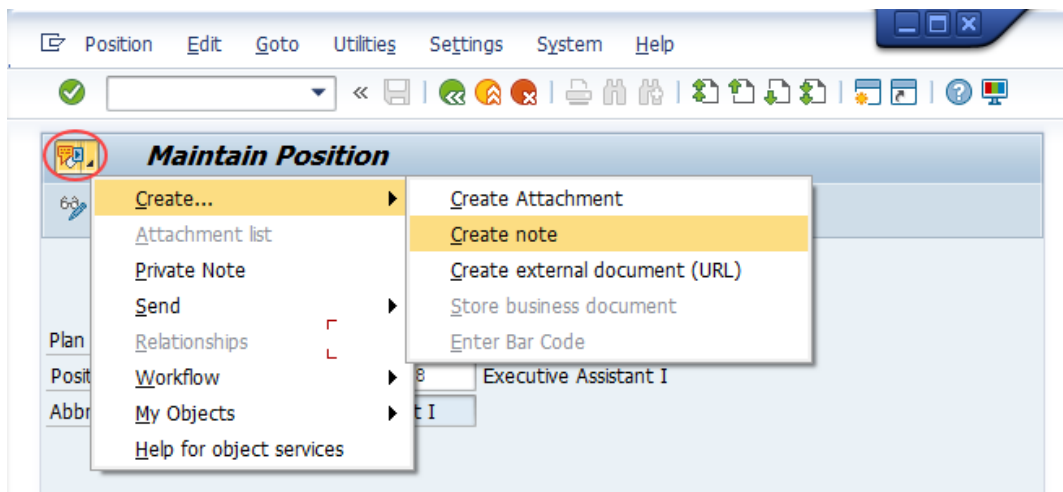 Position Edit Goto Utilities Settings System Help
Maintain Position
Create...
Attachment list
Private Note
Send
Relationships
Workflow
My Objects
Help for object services
Create Attachment
Create note
Create external document (URL)
Store business document
Enter Bar Code
Plan
Posit 8 Executive Assistant I
Abbr t I